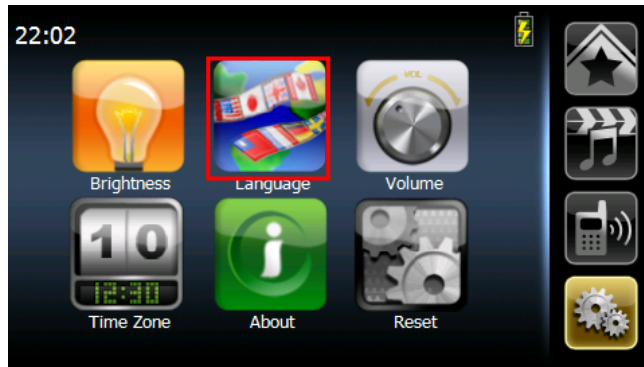 22:02
VOL
Brightness
Language
Volume
10
12:30
Time Zone
About
Reset